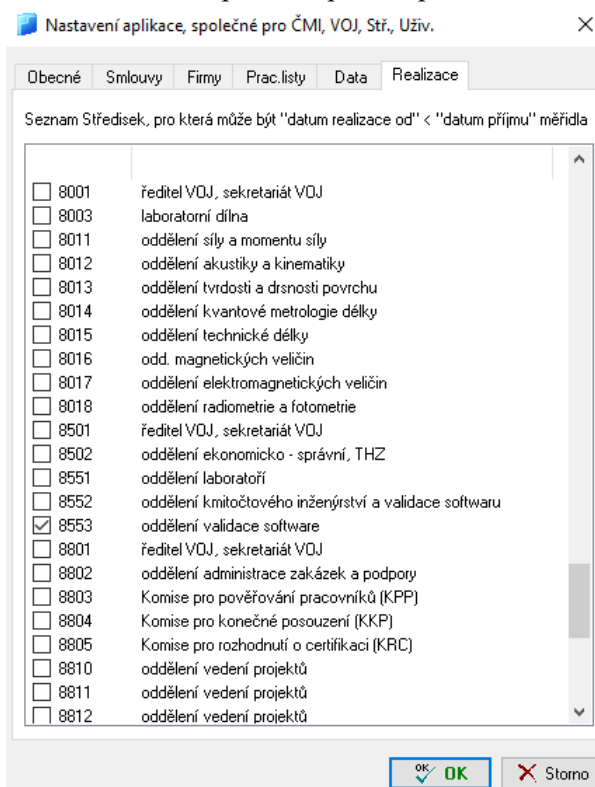 Nastavení aplikace, společné pro ČMI, VOJ, Stř., Uživ.
Obecné Smlouvy Firmy Prac.listy Data Realizace
Seznam Středisek, pro která může být "datum realizace od" < "datum příjmu" měřidla
8001 ředitel VOJ, sekretariát VOJ
8003 laboratorní dílna
8011 oddělení síly a momentu síly
8012 oddělení akustiky a kinematiky
8013 oddělení tvrdosti a drsnosti povrchu
8014 oddělení kvantové metrologie délky
8015 oddělení technické délky
8016 odd. magnetických veličin
8017 oddělení elektromagnetických veličin
8018 oddělení radiometrie a fotometrie
8501 ředitel VOJ, sekretariát VOJ
8502 oddělení ekonomicko - správní, THZ
8551 oddělení laboratoří
8552 oddělení kmitočtového inženýrství a validace softwaru
8553 oddělení validace software
8801 ředitel VOJ, sekretariát VOJ
8802 oddělení administrace zakázek a podpory
8803 Komise pro pověřování pracovníků (KPP)
8804 Komise pro konečné posouzení (KKP)
8805 Komise pro rozhodnutí o certifikaci (KRC)
8810 oddělení vedení projektů
8811 oddělení vedení projektů
8812 oddělení vedení projektů
OK OK Storno